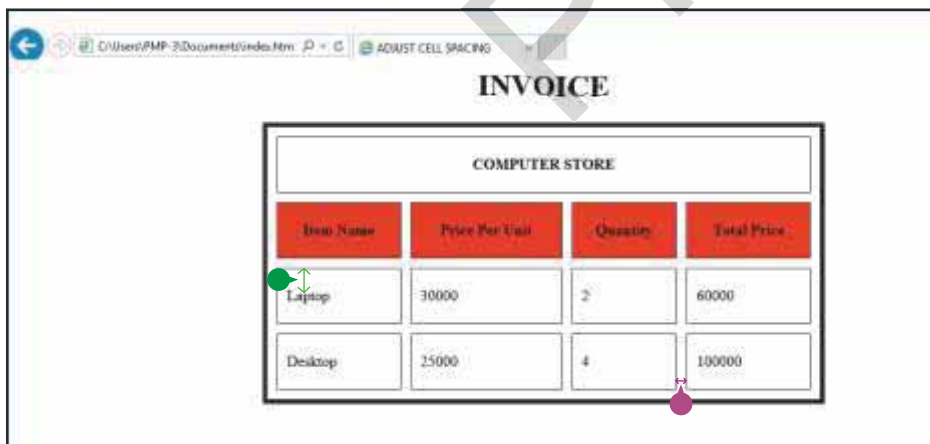 C:\Users\PMP-3\Documents\index.htm ADJUST CELL SPACING
INVOICE
COMPUTER STORE
Item Name Price Per Unit Quantity Total Price
Laptop 30000 2 60000
Desktop 25000 4 100000